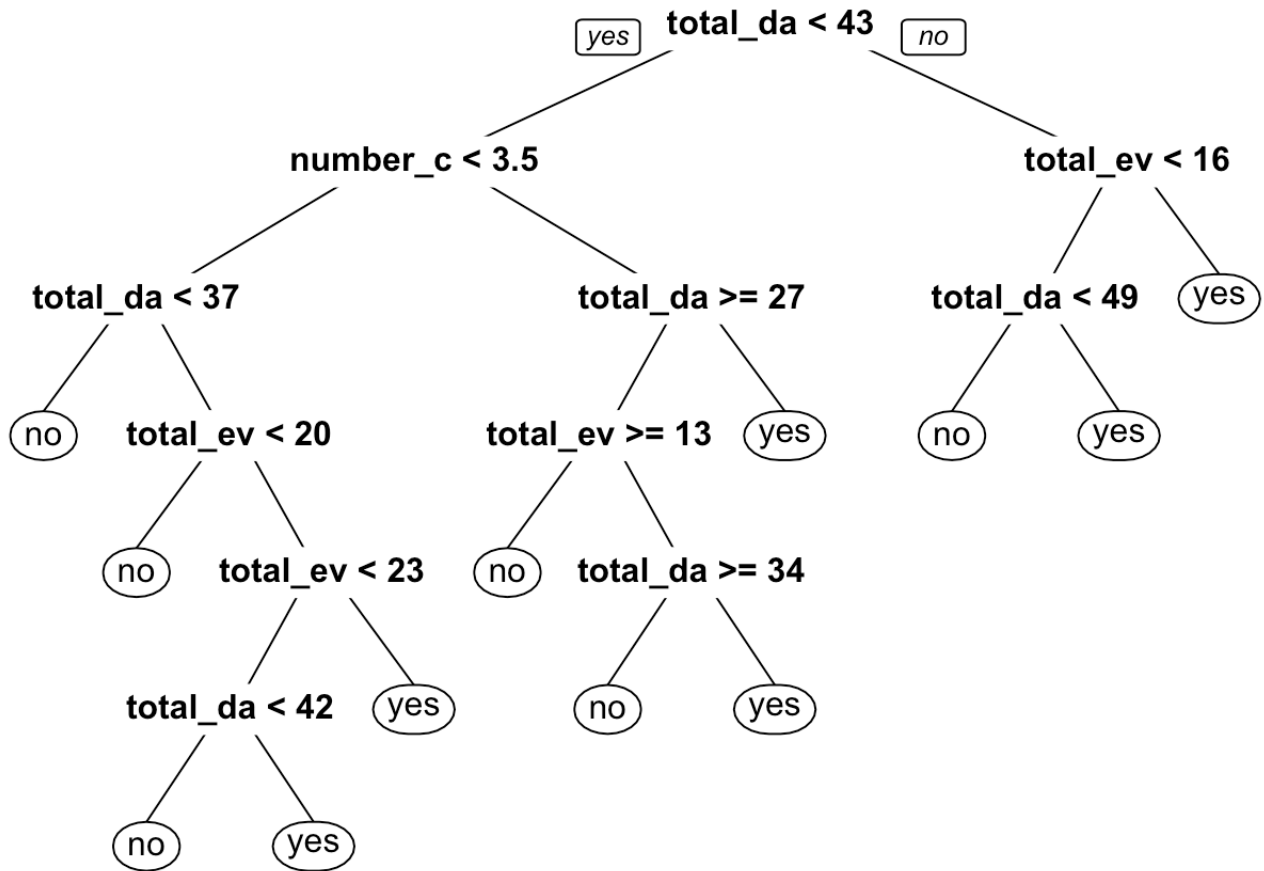 yes total_da < 43 no
number_c < 3.5 total_ev < 16
total_da < 37 total_da >= 27 total_da < 49 yes
no total_ev < 20 total_ev >= 13 yes no yes
no total_ev < 23 no total_da >= 34
total_da < 42 yes no yes
no yes